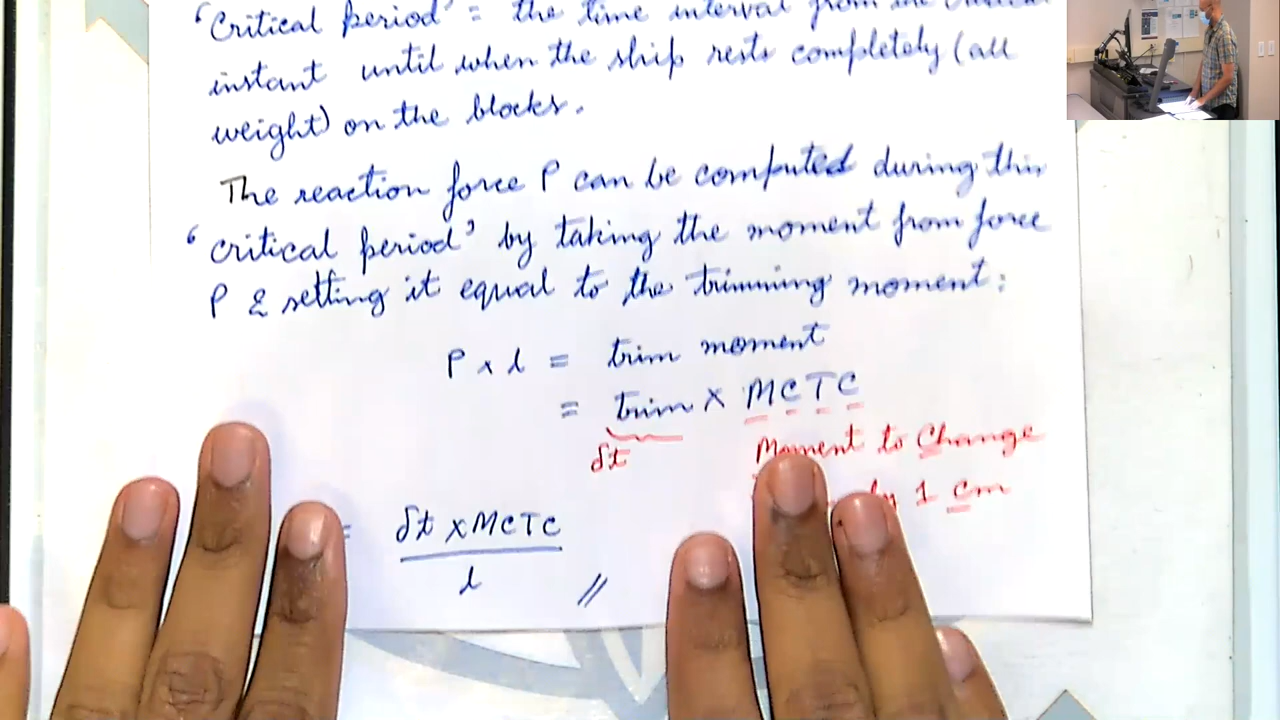 'Critical period' = the time interval from the
instant until when the ship rests completely (all
weight) on the blocks.
The reaction force P can be computed during this
'critical period' by taking the moment from force
P & setting it equal to the trimming moment:
P x l = trim moment
= trim x MCTC
δt
Moment to Change
by 1 cm
= δt x MCTC
l //